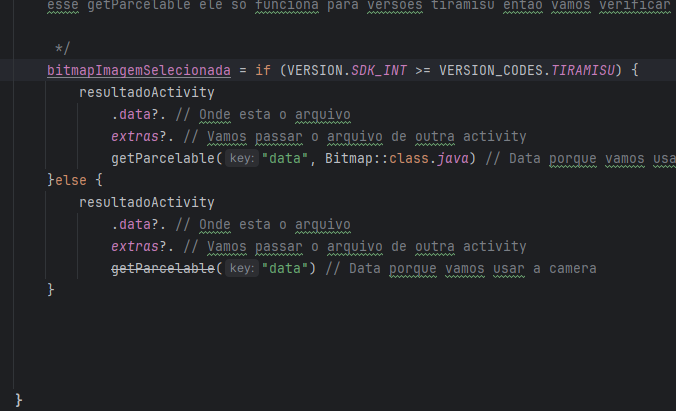 esse getParcelable ele so funciona para versoes tiramisu entao vamos verificar
*/
bitmapImagemSelecionada = if (VERSION.SDK_INT >= VERSION_CODES.TIRAMISU) {
resultadoActivity
.data?. // Onde esta o arquivo
extras?. // Vamos passar o arquivo de outra activity
getParcelable( key: "data", Bitmap::class.java) // Data porque vamos usa
}else {
resultadoActivity
.data?. // Onde esta o arquivo
extras?. // Vamos passar o arquivo de outra activity
getParcelable( key: "data") // Data porque vamos usar a camera
}
}